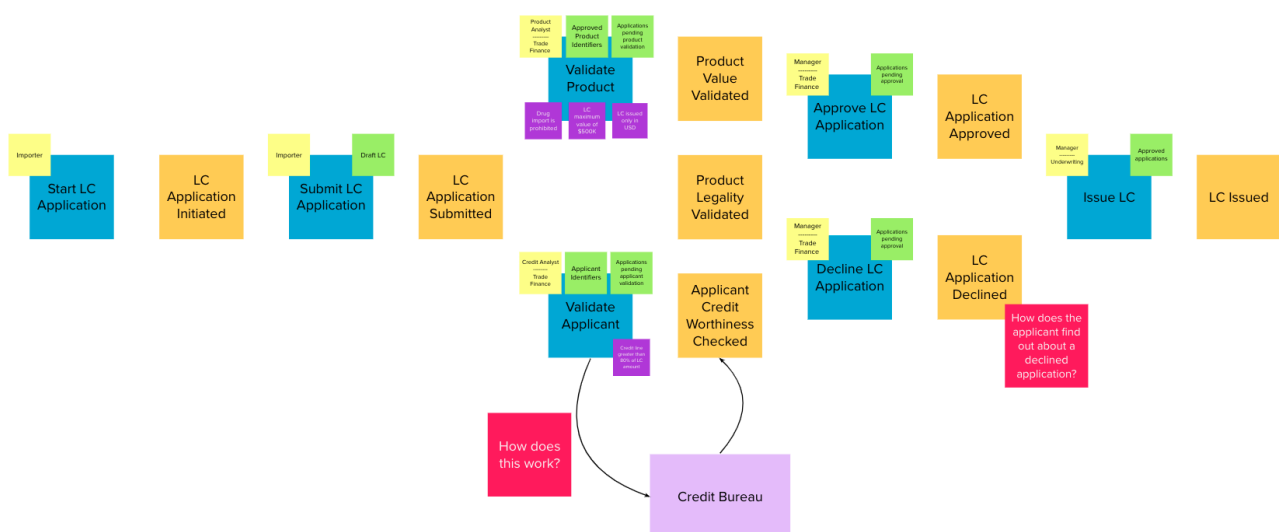 Importer
Start LC
Application
LC
Application
Initiated
Importer
Draft LC
Submit LC
Application
LC
Application
Submitted
Product
Analyst
--------
Trade
Finance
Approved
Product
Identifiers
Applications
pending
product
validation
Validate
Product
Drug
import is
prohibited
LC
maximum
value of
$500K
LC issued
only in
USD
Product
Value
Validated
Product
Legality
Validated
Credit Analyst
--------
Trade
Finance
Applicant
Identifiers
Applications
pending
applicant
validation
Validate
Applicant
Credit line
greater than
80% of LC
amount
Applicant
Credit
Worthiness
Checked
How does
this work?
Credit Bureau
Manager
----------
Trade
Finance
Applications
pending
approval
Approve LC
Application
LC
Application
Approved
Manager
----------
Trade
Finance
Applications
pending
approval
Decline LC
Application
LC
Application
Declined
How does the
applicant find
out about a
declined
application?
Manager
--------
Underwriting
Approved
applications
Issue LC
LC Issued